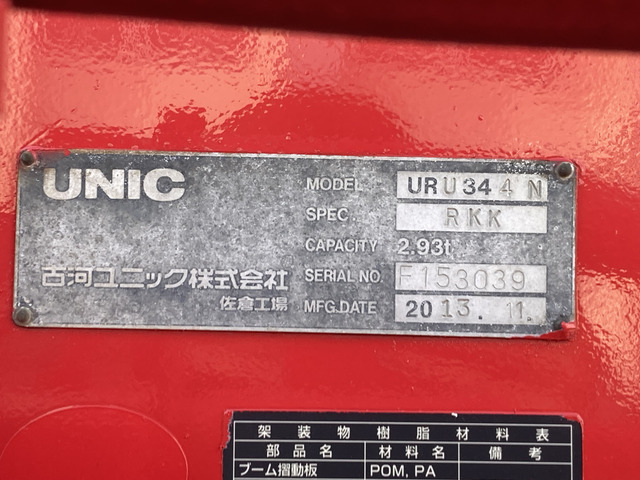 UNIC
MODEL URU344N
SPEC. RKK
CAPACITY 2.93t
古河ユニック株式会社 SERIAL NO. F153039
佐倉工場 MFG.DATE 2013. 11.
架装物樹脂材料表
部品名 材料名 備考
ブーム摺動板 POM, PA